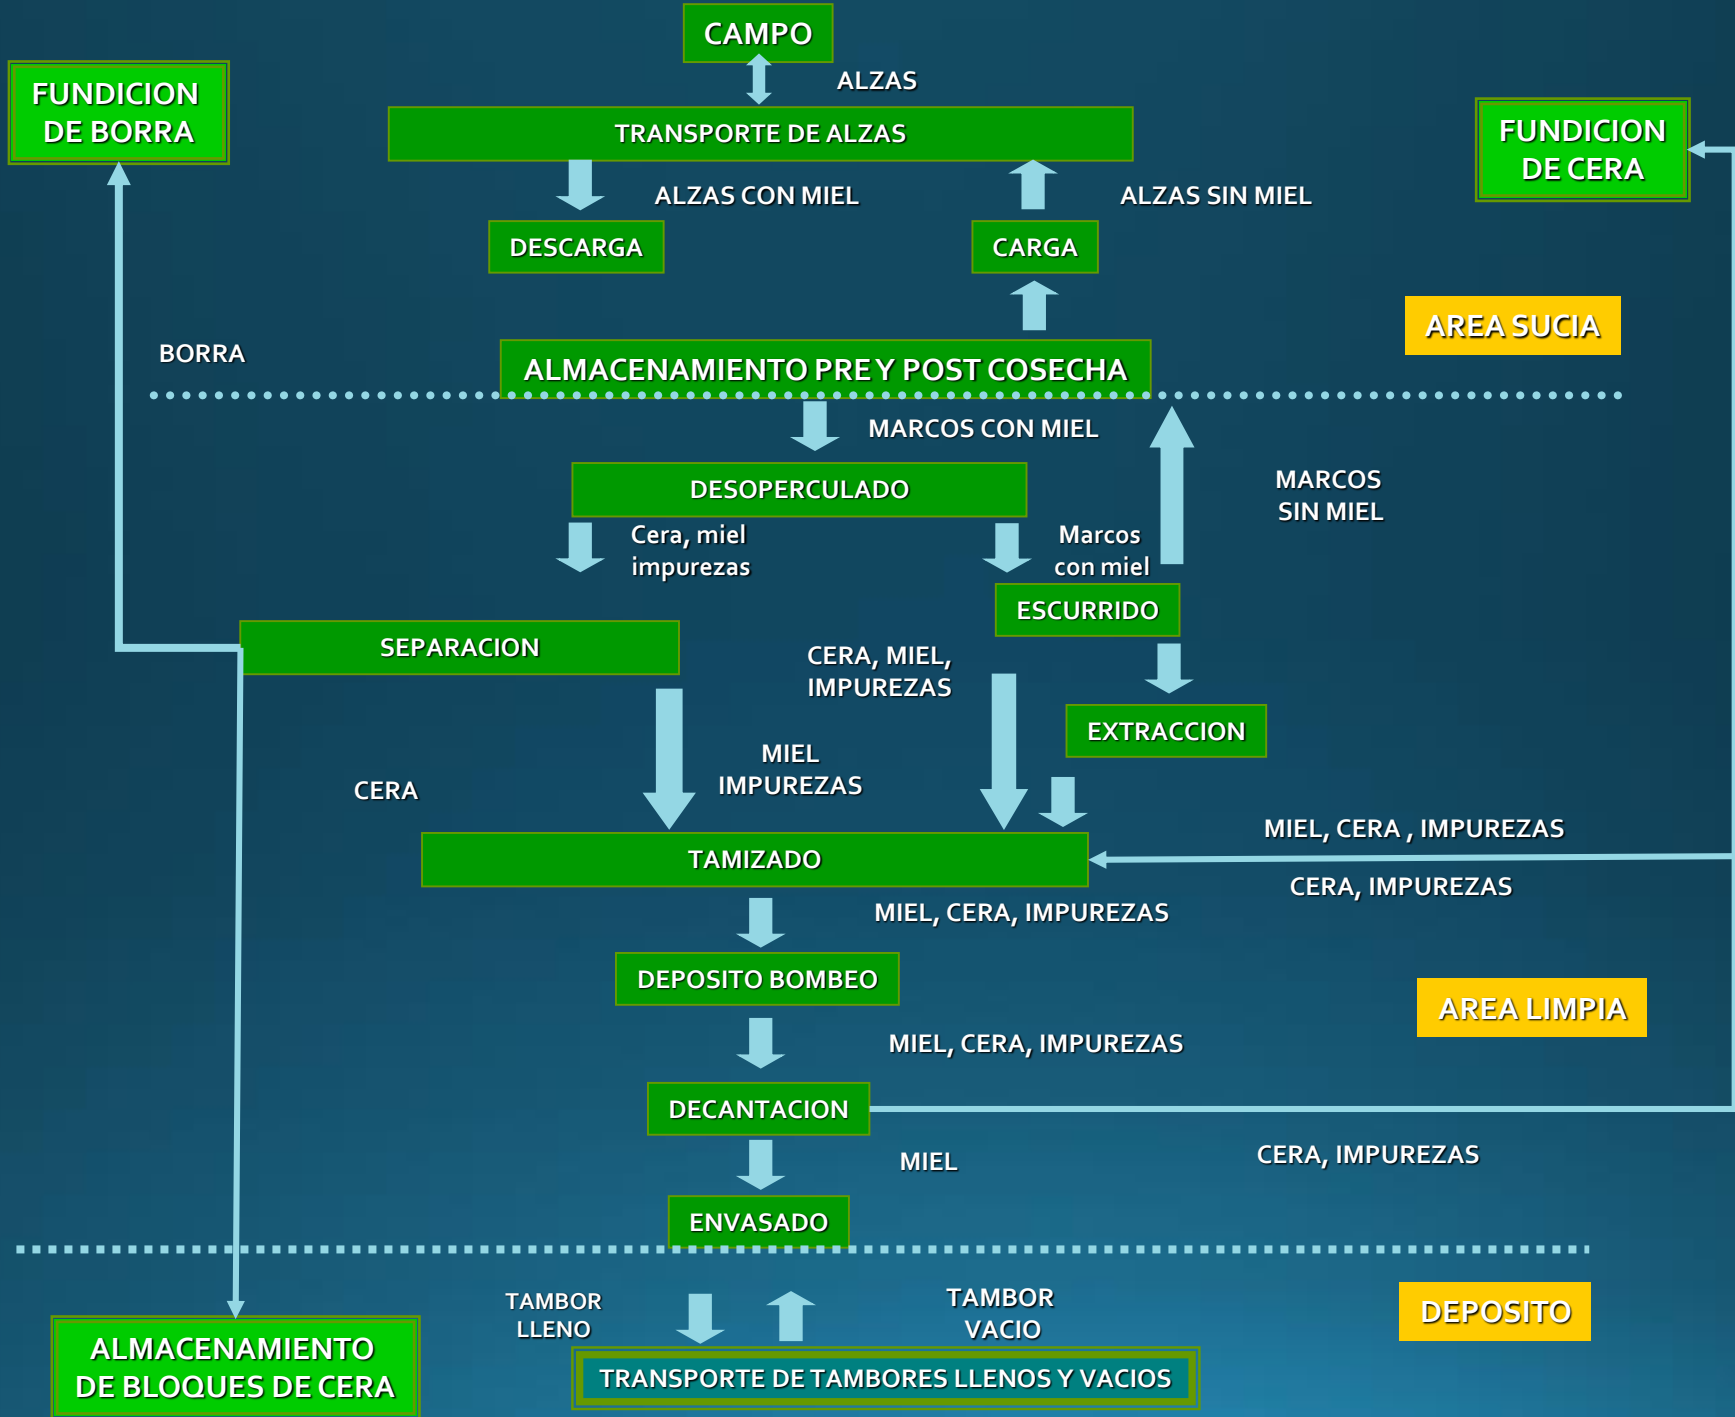 CAMPO
FUNDICION
DE BORRA
ALZAS
FUNDICION
DE CERA
TRANSPORTE DE ALZAS
ALZAS CON MIEL
ALZAS SIN MIEL
DESCARGA
CARGA
AREA SUCIA
BORRA
ALMACENAMIENTO PRE Y POST COSECHA
MARCOS CON MIEL
DESOPERCULADO
MARCOS
SIN MIEL
Cera, miel
impurezas
Marcos
con miel
ESCURRIDO
SEPARACION
CERA, MIEL,
IMPUREZAS
EXTRACCION
MIEL
IMPUREZAS
CERA
MIEL, CERA , IMPUREZAS
TAMIZADO
CERA, IMPUREZAS
MIEL, CERA, IMPUREZAS
DEPOSITO BOMBEO
AREA LIMPIA
MIEL, CERA, IMPUREZAS
DECANTACION
MIEL
CERA, IMPUREZAS
ENVASADO
TAMBOR
LLENO
TAMBOR
VACIO
DEPOSITO
ALMACENAMIENTO
DE BLOQUES DE CERA
TRANSPORTE DE TAMBORES LLENOS Y VACIOS